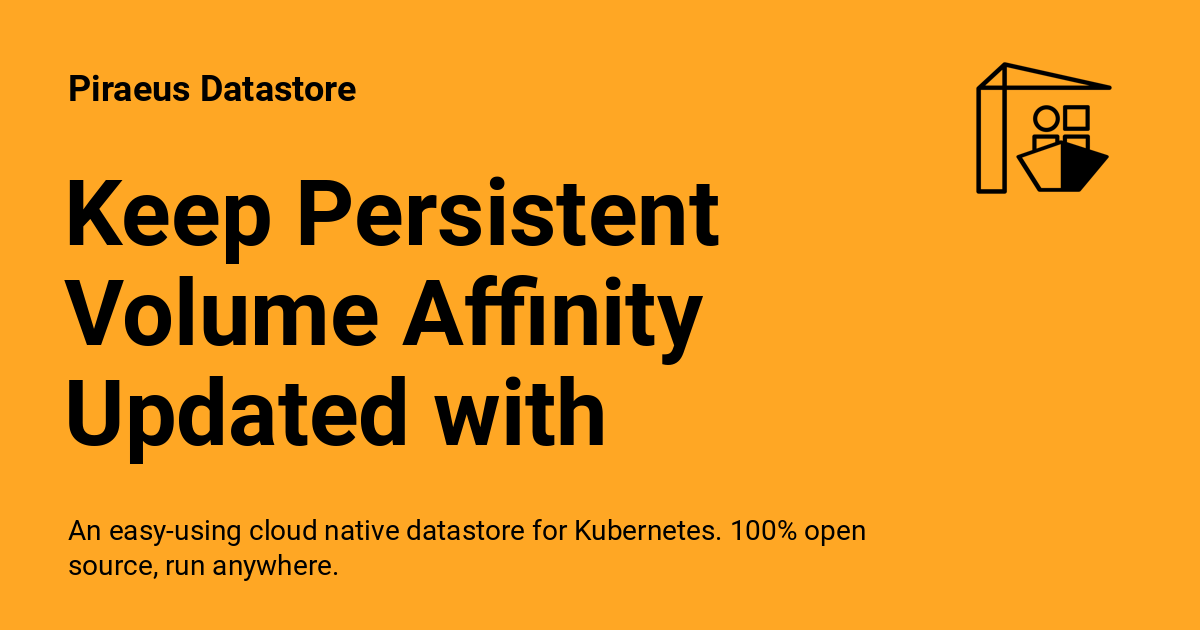 Piraeus Datastore
Keep Persistent
Volume Affinity
Updated with
An easy-using cloud native datastore for Kubernetes. 100% open
source, run anywhere.